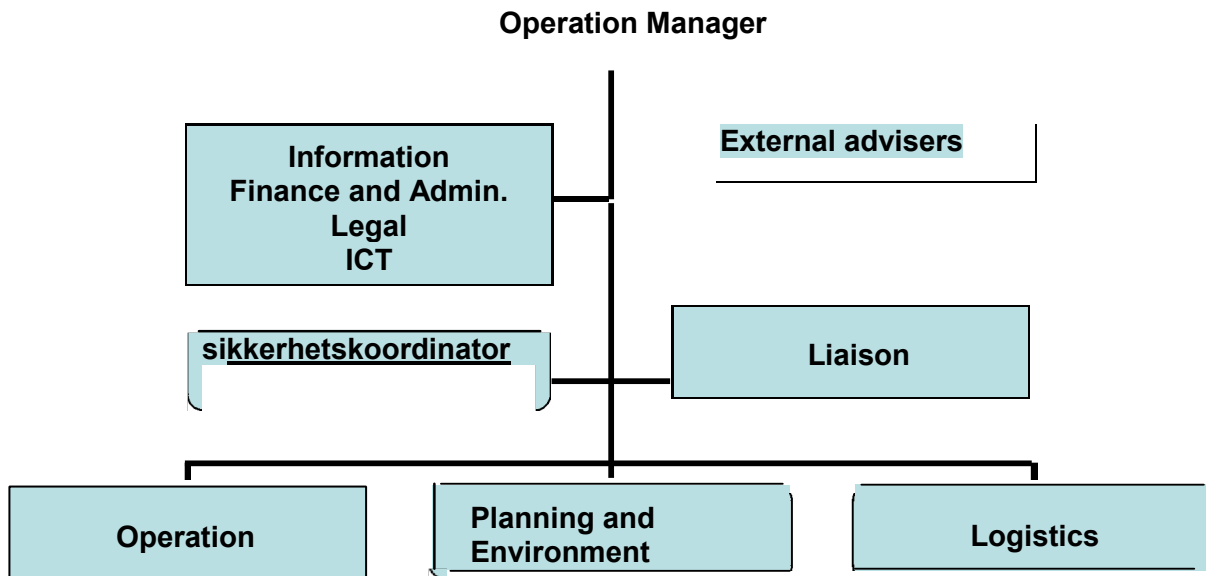 Operation Manager
Information
Finance and Admin.
Legal
ICT
External advisers
sikkerhetskoordinator
Liaison
Operation
Planning and
Environment
Logistics